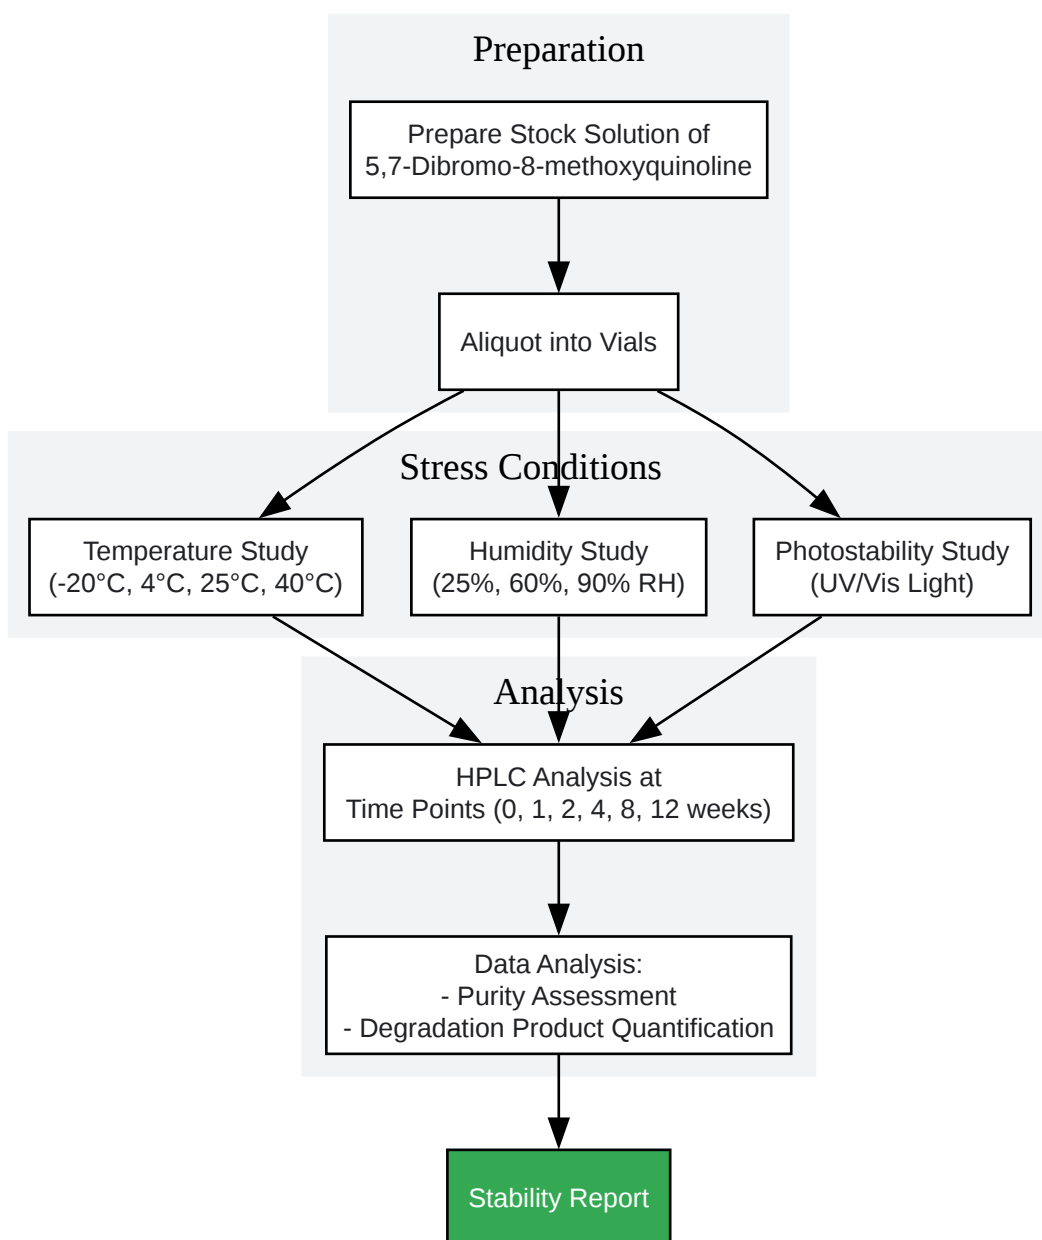 Preparation
Prepare Stock Solution of
5,7-Dibromo-8-methoxyquinoline
Aliquot into Vials
Stress Conditions
Temperature Study
(-20°C, 4°C, 25°C, 40°C)
Humidity Study
(25%, 60%, 90% RH)
Photostability Study
(UV/Vis Light)
Analysis
HPLC Analysis at
Time Points (0, 1, 2, 4, 8, 12 weeks)
Data Analysis:
- Purity Assessment
- Degradation Product Quantification
Stability Report